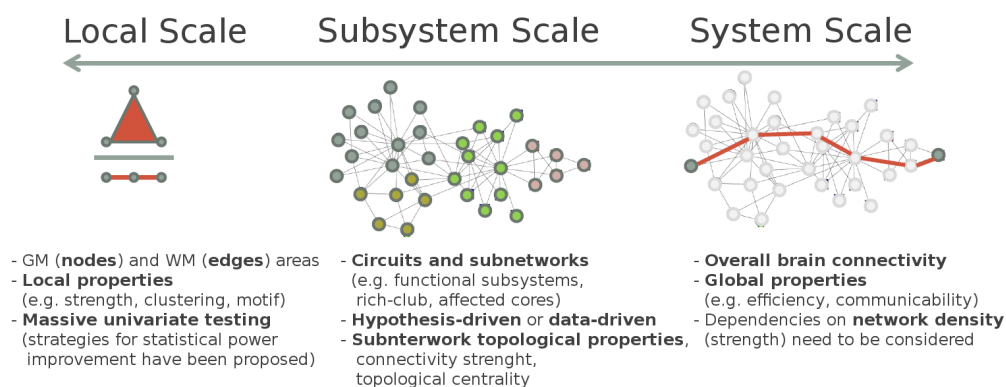 Local Scale
Subsystem Scale
System Scale
- GM (nodes) and WM (edges) areas
- Local properties
(e.g. strength, clustering, motif)
- Massive univariate testing
(strategies for statistical power
improvement have been proposed)
- Circuits and subnetworks
(e.g. functional subsystems,
rich-club, affected cores)
- Hypothesis-driven or data-driven
- Subnterwork topological properties,
connectivity strenght,
topological centrality
- Overall brain connectivity
- Global properties
(e.g. efficiency, communicability)
- Dependencies on network density
(strength) need to be considered